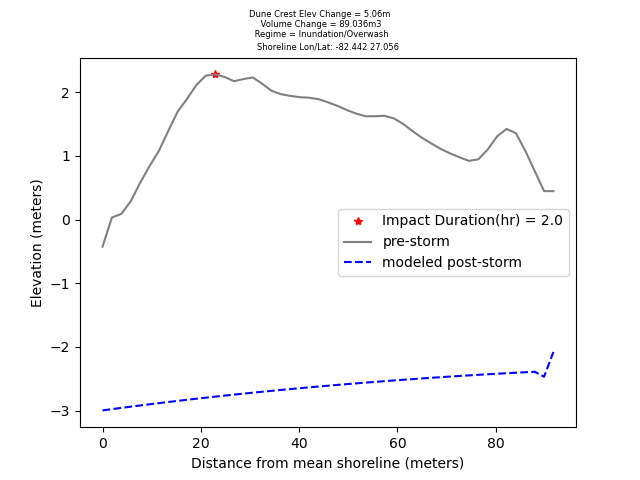 Dune Crest Elev Change = 5.06m
Volume Change = 89.036m3
Regime = Inundation/Overwash
Shoreline Lon/Lat: -82.442 27.056
2
1
0
−1
−2
−3
Elevation (meters)
Impact Duration(hr) = 2.0
pre-storm
modeled post-storm
0 20 40 60 80
Distance from mean shoreline (meters)